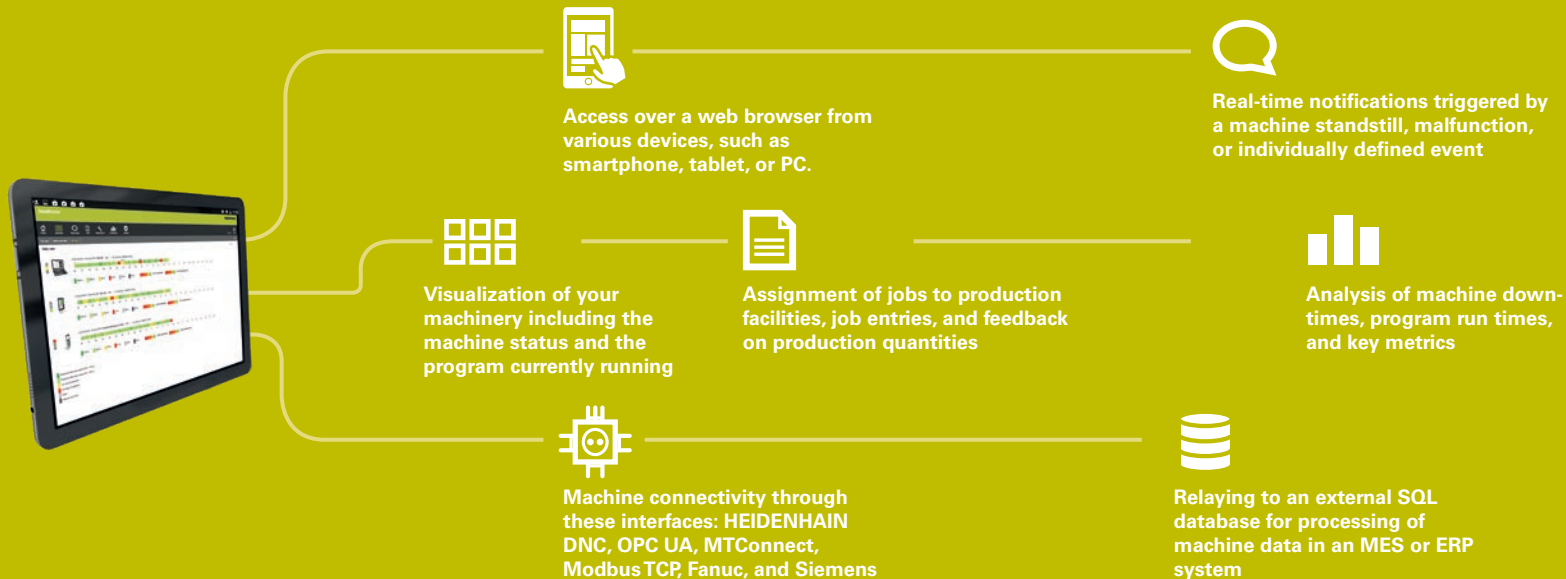 Access over a web browser from
various devices, such as
smartphone, tablet, or PC.
Real-time notifications triggered by
a machine standstill, malfunction,
or individually defined event
Visualization of your
machinery including the
machine status and the
program currently running
Assignment of jobs to production
facilities, job entries, and feedback
on production quantities
Analysis of machine down-
times, program run times,
and key metrics
Machine connectivity through
these interfaces: HEIDENHAIN
DNC, OPC UA, MTConnect,
Modbus TCP, Fanuc, and Siemens
Relaying to an external SQL
database for processing of
machine data in an MES or ERP
system